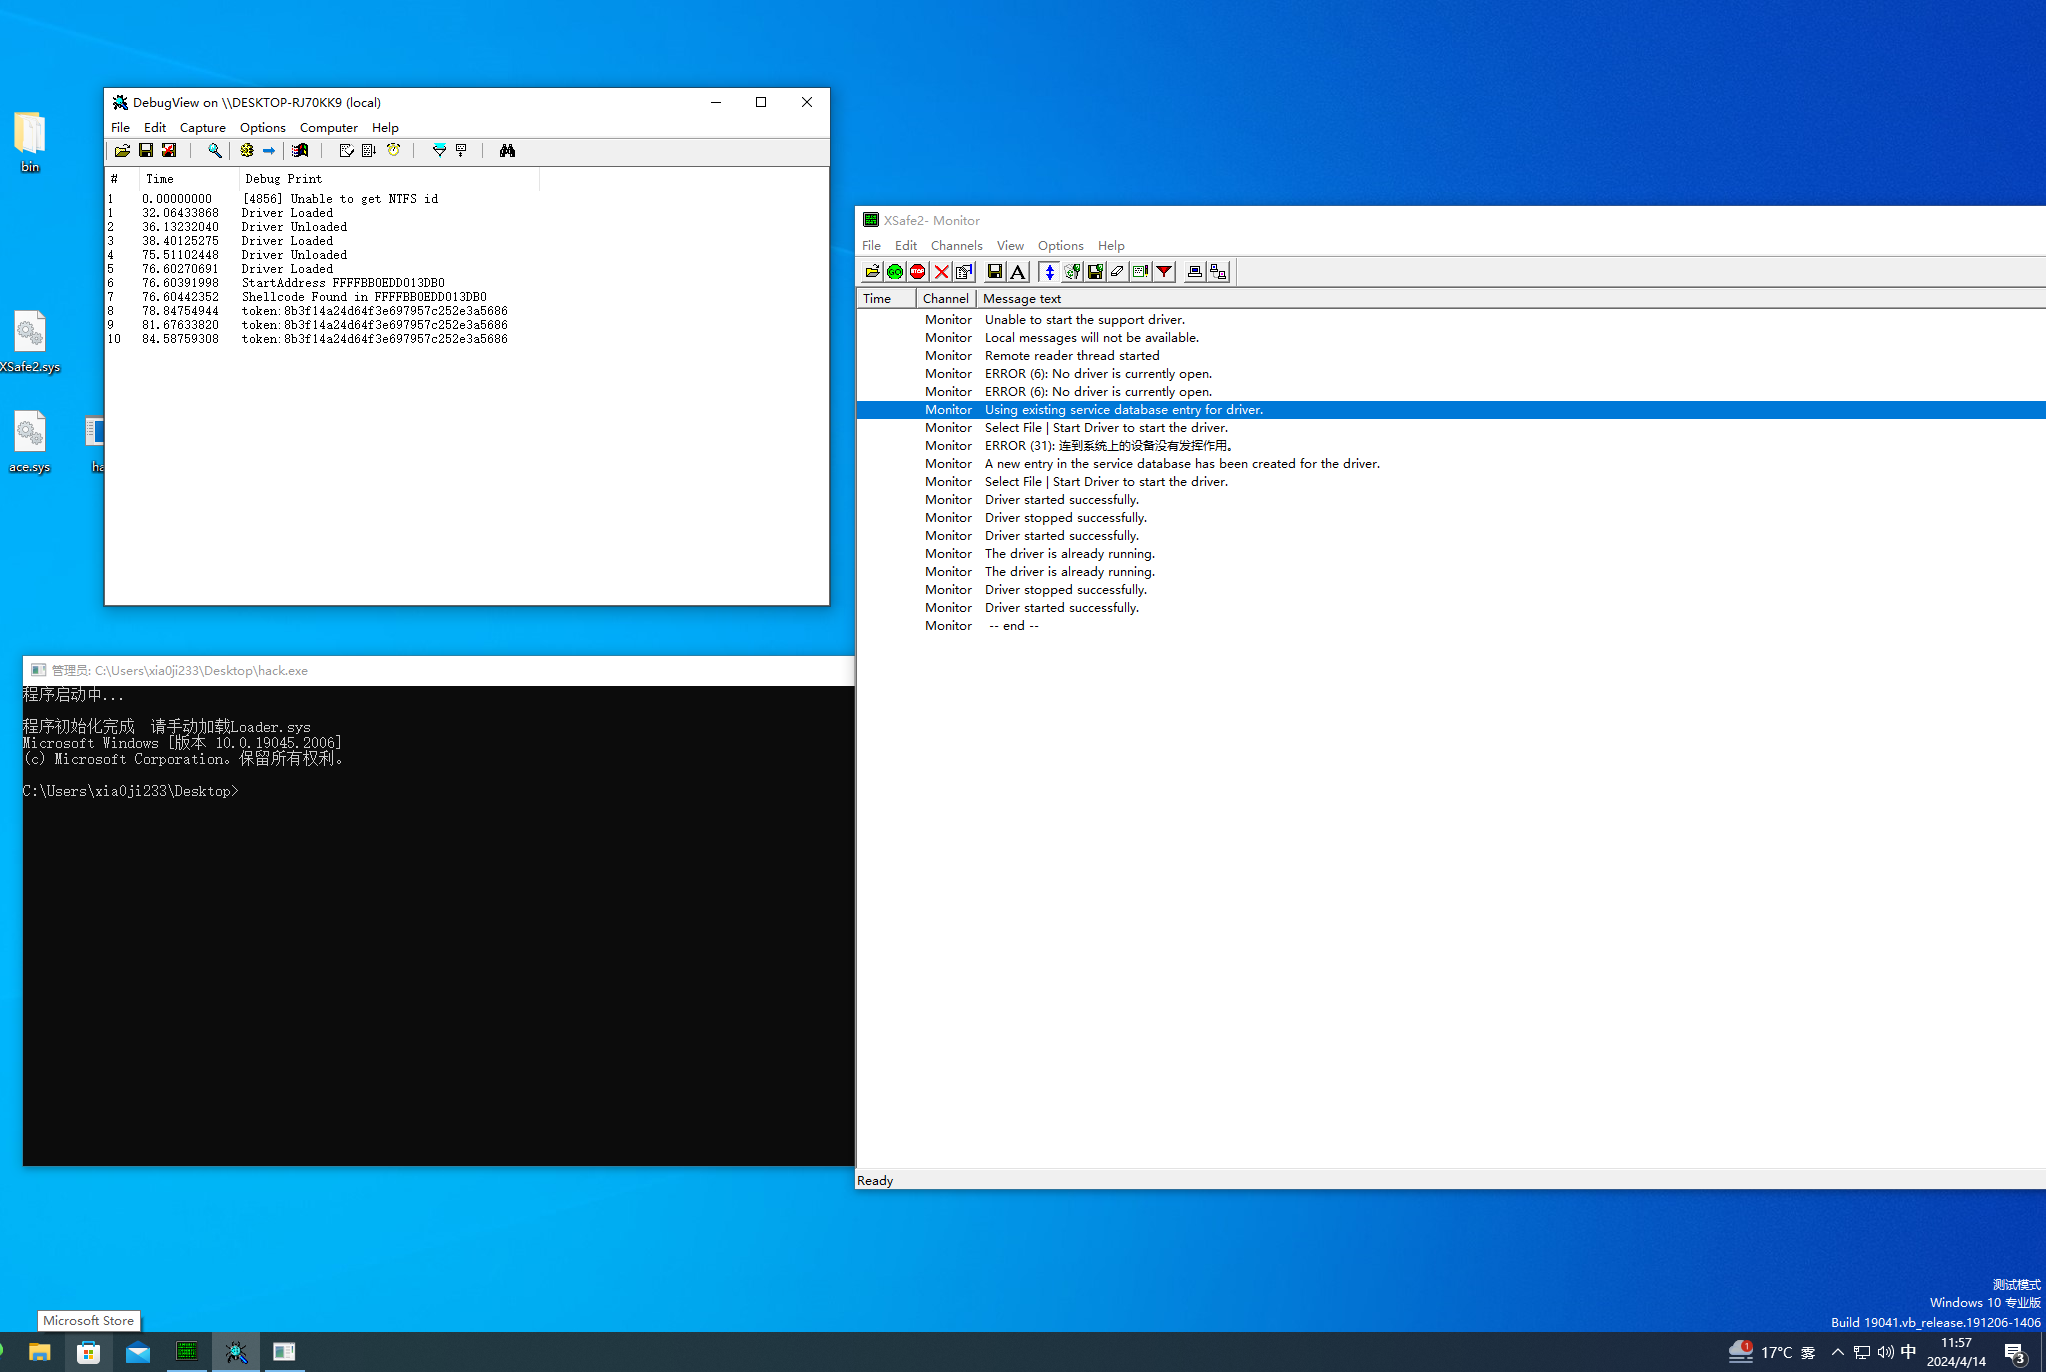 bin
XSafe2.sys
ace.sys
ha
DebugView on \\DESKTOP-RJ70KK9 (local)
File Edit Capture Options Computer Help
# Time Debug Print
1 0.00000000 [4856] Unable to get NTFS id
1 32.06433868 Driver Loaded
2 36.13232040 Driver Unloaded
3 38.40125275 Driver Loaded
4 75.51102448 Driver Unloaded
5 76.60270691 Driver Loaded
6 76.60391998 StartAddress FFFFBB0EDD013DB0
7 76.60442352 Shellcode Found in FFFFBB0EDD013DB0
8 78.84754944 token:8b3f14a24d64f3e697957c252e3a5686
9 81.67633820 token:8b3f14a24d64f3e697957c252e3a5686
10 84.58759308 token:8b3f14a24d64f3e697957c252e3a5686
管理员: C:\Users\xia0ji233\Desktop\hack.exe
程序启动中...
程序初始化完成 请手动加载Loader.sys
Microsoft Windows [版本 10.0.19045.2006]
(c) Microsoft Corporation。保留所有权利。
C:\Users\xia0ji233\Desktop>
XSafe2- Monitor
File Edit Channels View Options Help
GO STOP A
Time Channel Message text
Monitor Unable to start the support driver.
Monitor Local messages will not be available.
Monitor Remote reader thread started
Monitor ERROR (6): No driver is currently open.
Monitor ERROR (6): No driver is currently open.
Monitor Using existing service database entry for driver.
Monitor Select File | Start Driver to start the driver.
Monitor ERROR (31): 连到系统上的设备没有发挥作用。
Monitor A new entry in the service database has been created for the driver.
Monitor Select File | Start Driver to start the driver.
Monitor Driver started successfully.
Monitor Driver stopped successfully.
Monitor Driver started successfully.
Monitor The driver is already running.
Monitor The driver is already running.
Monitor Driver stopped successfully.
Monitor Driver started successfully.
Monitor -- end --
Ready
测试模式
Windows 10 专业版
Build 19041.vb_release.191206-1406
Microsoft Store
1 17°C 雾 中 11:57
2024/4/14 3